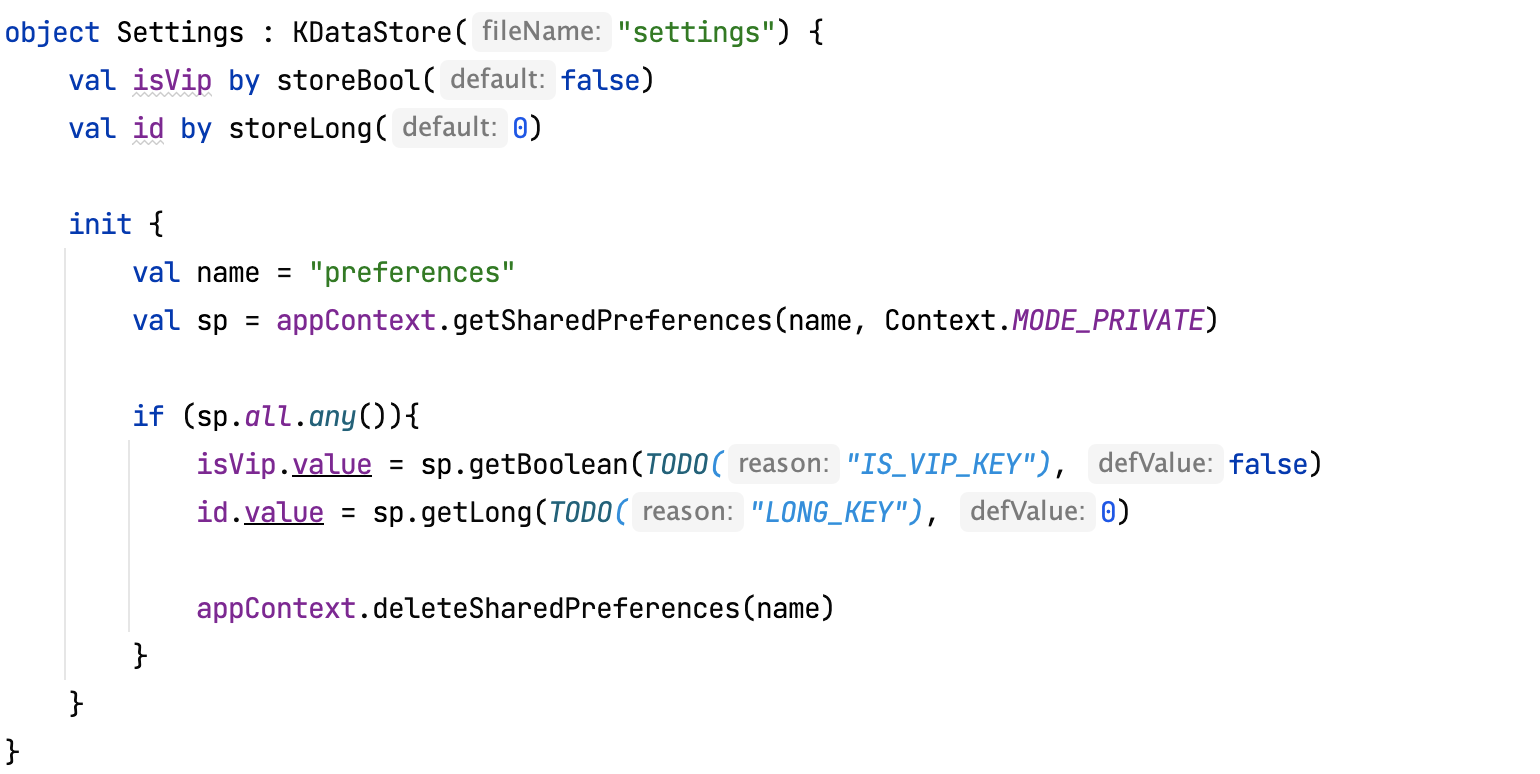 object Settings : KDataStore( fileName: "settings") {
    val isVip by storeBool( default: false)
    val id by storeLong( default: 0)

    init {
        val name = "preferences"
        val sp = appContext.getSharedPreferences(name, Context.MODE_PRIVATE)

        if (sp.all.any()){
            isVip.value = sp.getBoolean(TODO( reason: "IS_VIP_KEY"), defValue: false)
            id.value = sp.getLong(TODO( reason: "LONG_KEY"), defValue: 0)

            appContext.deleteSharedPreferences(name)
        }
    }
}